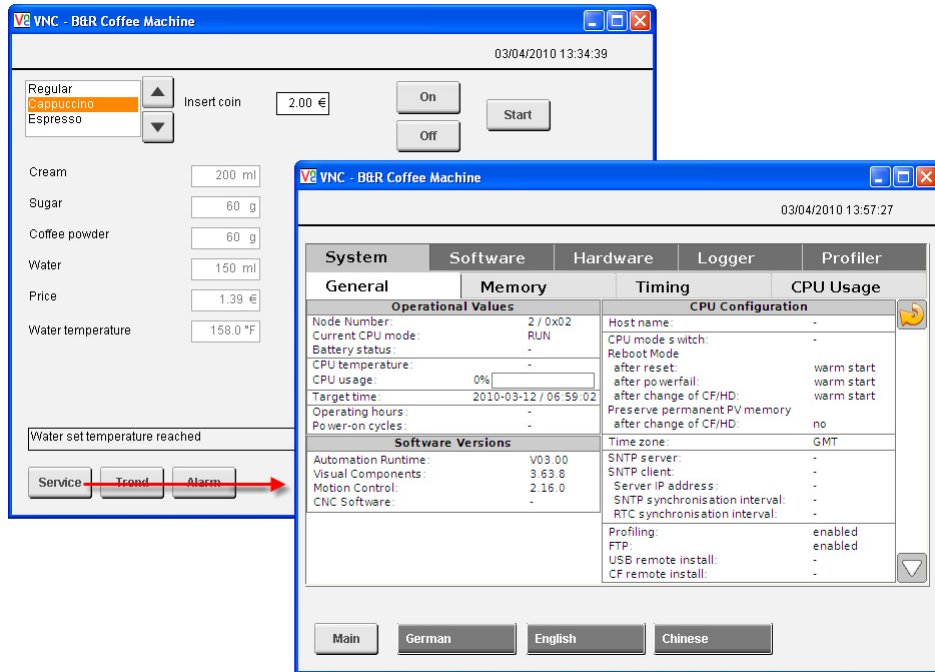 VNC - B&R Coffee Machine
03/04/2010 13:34:39
Regular
Cappuccino
Espresso
Insert coin
2.00 €
On
Off
Start
Cream 200 ml
Sugar 60 g
Coffee powder 60 g
Water 150 ml
Price 1.39 €
Water temperature 158.0 °F
Water set temperature reached
Service Trend Alarm
VNC - B&R Coffee Machine
03/04/2010 13:57:27
System Software Hardware Logger Profiler
General Memory Timing CPU Usage
Operational Values
Node Number: 2 / 0x02
Current CPU mode: RUN
Battery status: -
CPU temperature: -
CPU usage: 0%
Target time: 2010-03-12 / 06:59:02
Operating hours: -
Power-on cycles: -
Software Versions
Automation Runtime: V03.00
Visual Components: 3.63.8
Motion Control: 2.16.0
CNC Software: -
CPU Configuration
Host name: -
CPU mode switch: -
Reboot Mode
after reset: warm start
after powerfail: warm start
after change of CF/HD: warm start
Preserve permanent PV memory
after change of CF/HD: no
Time zone: GMT
SNTP server: -
SNTP client: -
Server IP address: -
SNTP synchronisation interval: -
RTC synchronisation interval: -
Profiling: enabled
FTP: enabled
USB remote install: -
CF remote install: -
Main German English Chinese